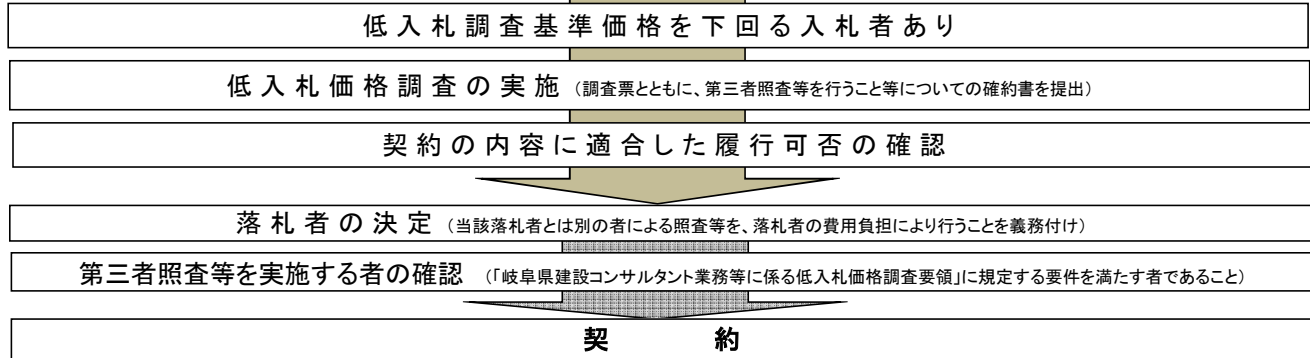 低入札調査基準価格を下回る入札者あり
低入札価格調査の実施（調査票とともに、第三者照査等を行うこと等についての確約書を提出）
契約の内容に適合した履行可否の確認
落札者の決定（当該落札者とは別の者による照査等を、落札者の費用負担により行うことを義務付け）
第三者照査等を実施する者の確認（「岐阜県建設コンサルタント業務等に係る低入札価格調査要領」に規定する要件を満たす者であること）
契約